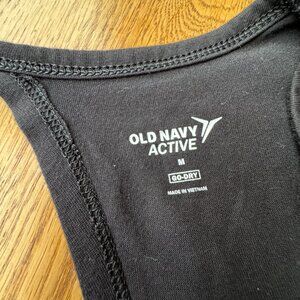 OLD NAVY
ACTIVE
M
GO-DRY
MADE IN VIETNAM